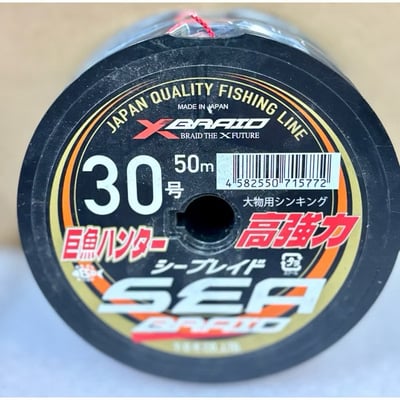 JAPAN QUALITY FISHING LINE
MADE IN JAPAN
X BRAID
BRAID THE X FUTURE
30号
50m
4582550715772
大物用シンキング
巨魚ハンター
高強力
シーブレイド
SEA
BRAID